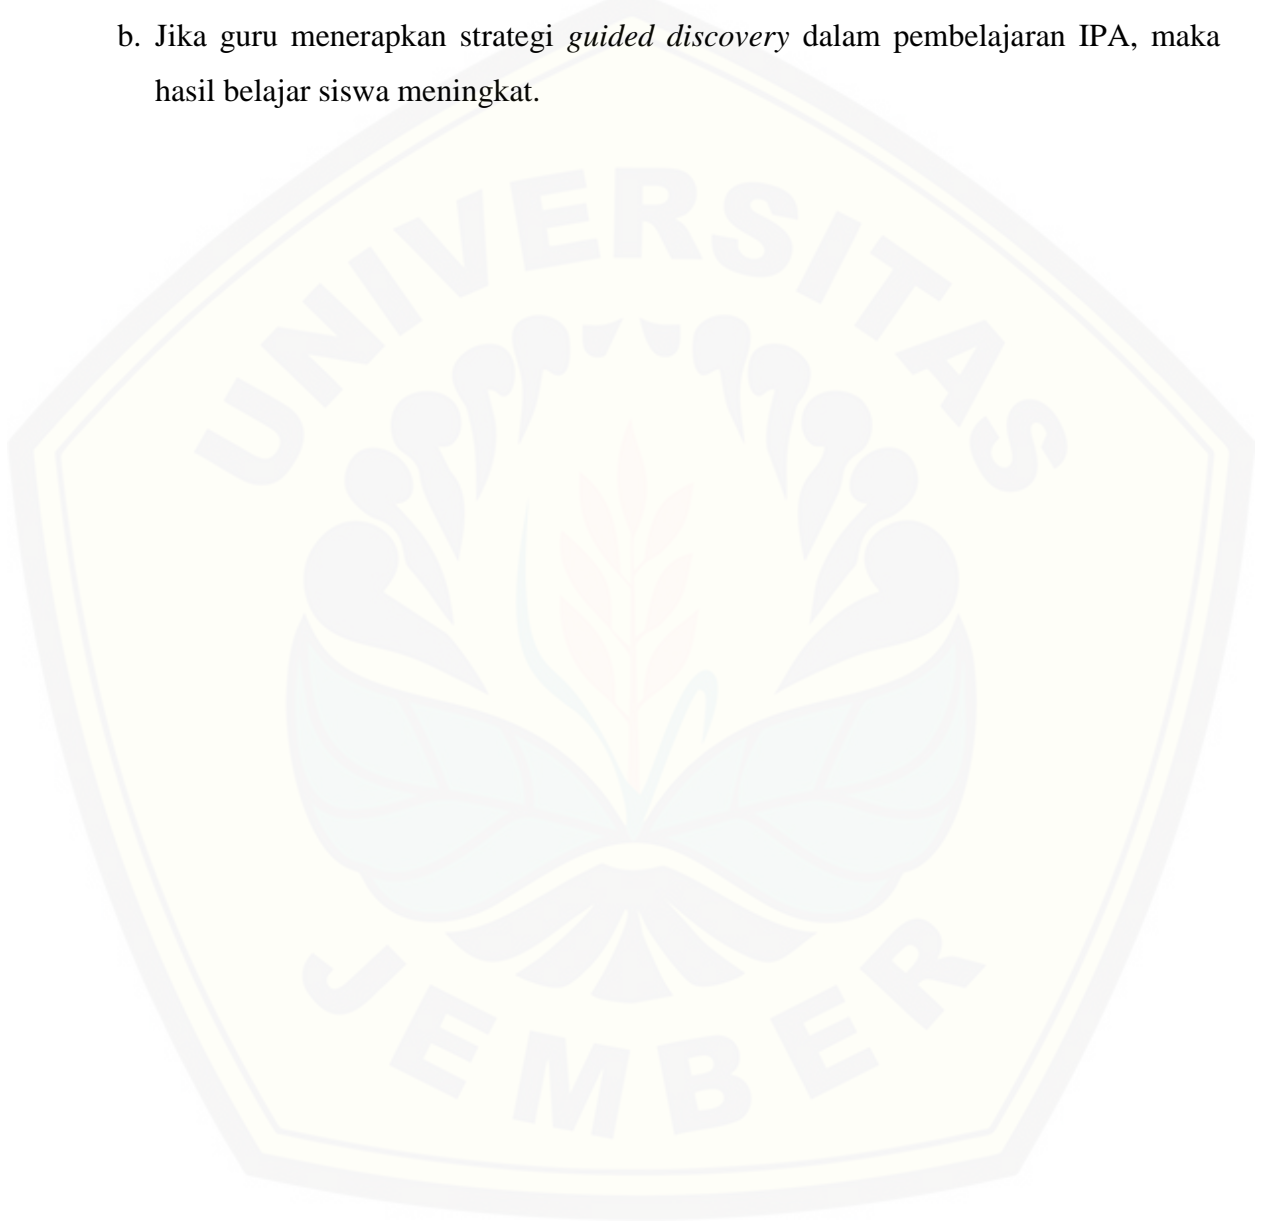 b. Jika guru menerapkan strategi guided discovery dalam pembelajaran IPA, maka
hasil belajar siswa meningkat.
UNIVERSITAS
JEMBER